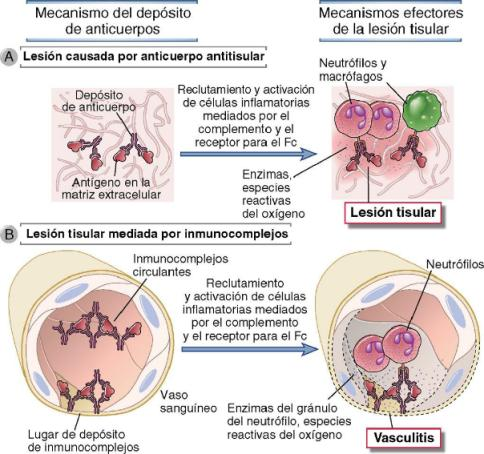 Mecanismo del depósito
de anticuerpos
Mecanismos efectores
de la lesión tisular
A Lesión causada por anticuerpo antitisular
Depósito
de anticuerpo
Antígeno en la
matriz extracelular
Reclutamiento y activación
de células inflamatorias
mediados por el
complemento y el
receptor para el Fc
Neutrófilos y
macrófagos
Enzimas,
especies
reactivas
del oxígeno
Lesión tisular
B Lesión tisular mediada por inmunocomplejos
Inmunocomplejos
circulantes
Vaso
sanguíneo
Lugar de depósito
de inmunocomplejos
Reclutamiento
y activación de células
inflamatorias mediados
por el complemento
y el receptor para el Fc
Neutrófilos
Enzimas del gránulo
del neutrófilo, especies
reactivas del oxígeno
Vasculitis